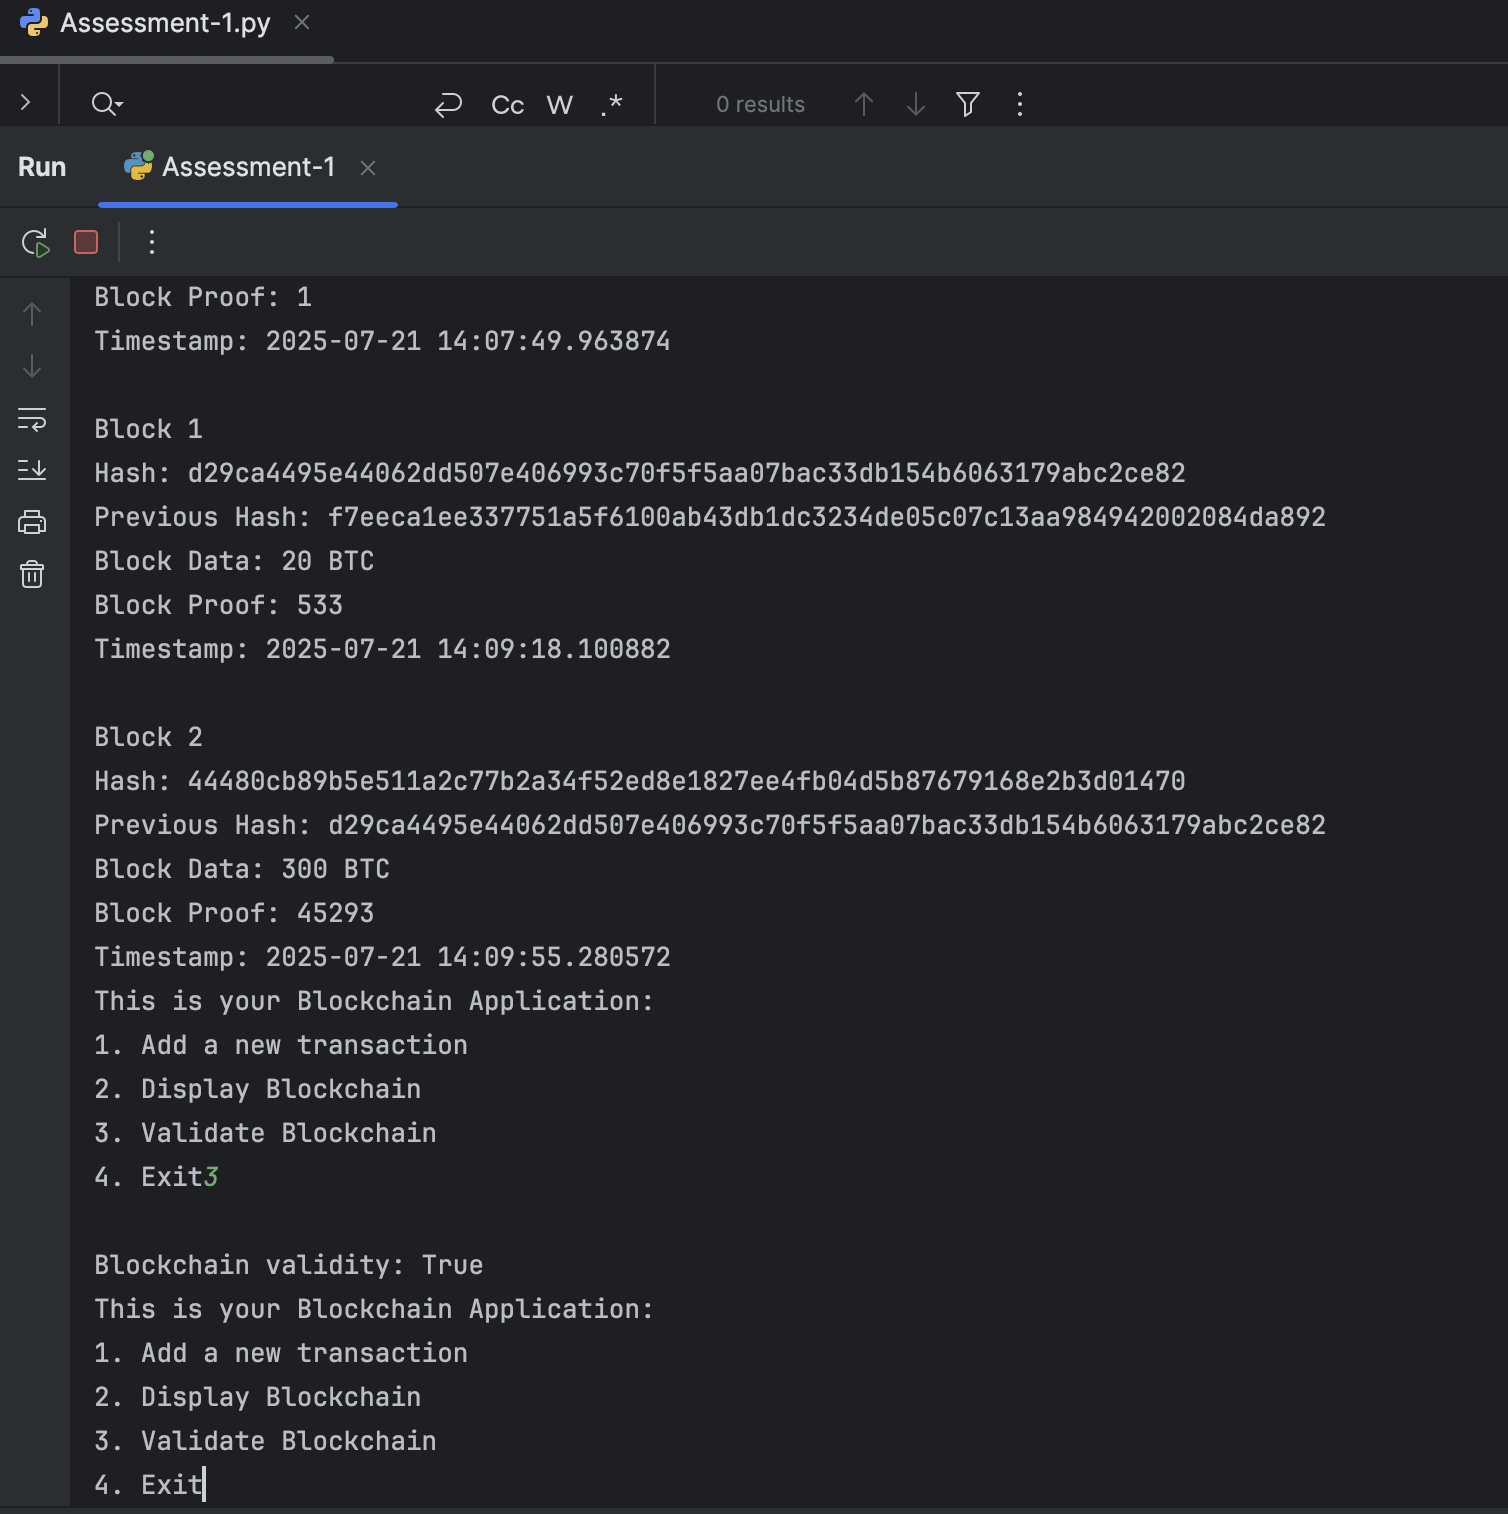 Assessment-1.py
Cc W .* 0 results
Run Assessment-1
Block Proof: 1
Timestamp: 2025-07-21 14:07:49.963874
Block 1
Hash: d29ca4495e44062dd507e406993c70f5f5aa07bac33db154b6063179abc2ce82
Previous Hash: f7eeca1ee337751a5f6100ab43db1dc3234de05c07c13aa984942002084da892
Block Data: 20 BTC
Block Proof: 533
Timestamp: 2025-07-21 14:09:18.100882
Block 2
Hash: 44480cb89b5e511a2c77b2a34f52ed8e1827ee4fb04d5b87679168e2b3d01470
Previous Hash: d29ca4495e44062dd507e406993c70f5f5aa07bac33db154b6063179abc2ce82
Block Data: 300 BTC
Block Proof: 45293
Timestamp: 2025-07-21 14:09:55.280572
This is your Blockchain Application:
1. Add a new transaction
2. Display Blockchain
3. Validate Blockchain
4. Exit3
Blockchain validity: True
This is your Blockchain Application:
1. Add a new transaction
2. Display Blockchain
3. Validate Blockchain
4. Exit